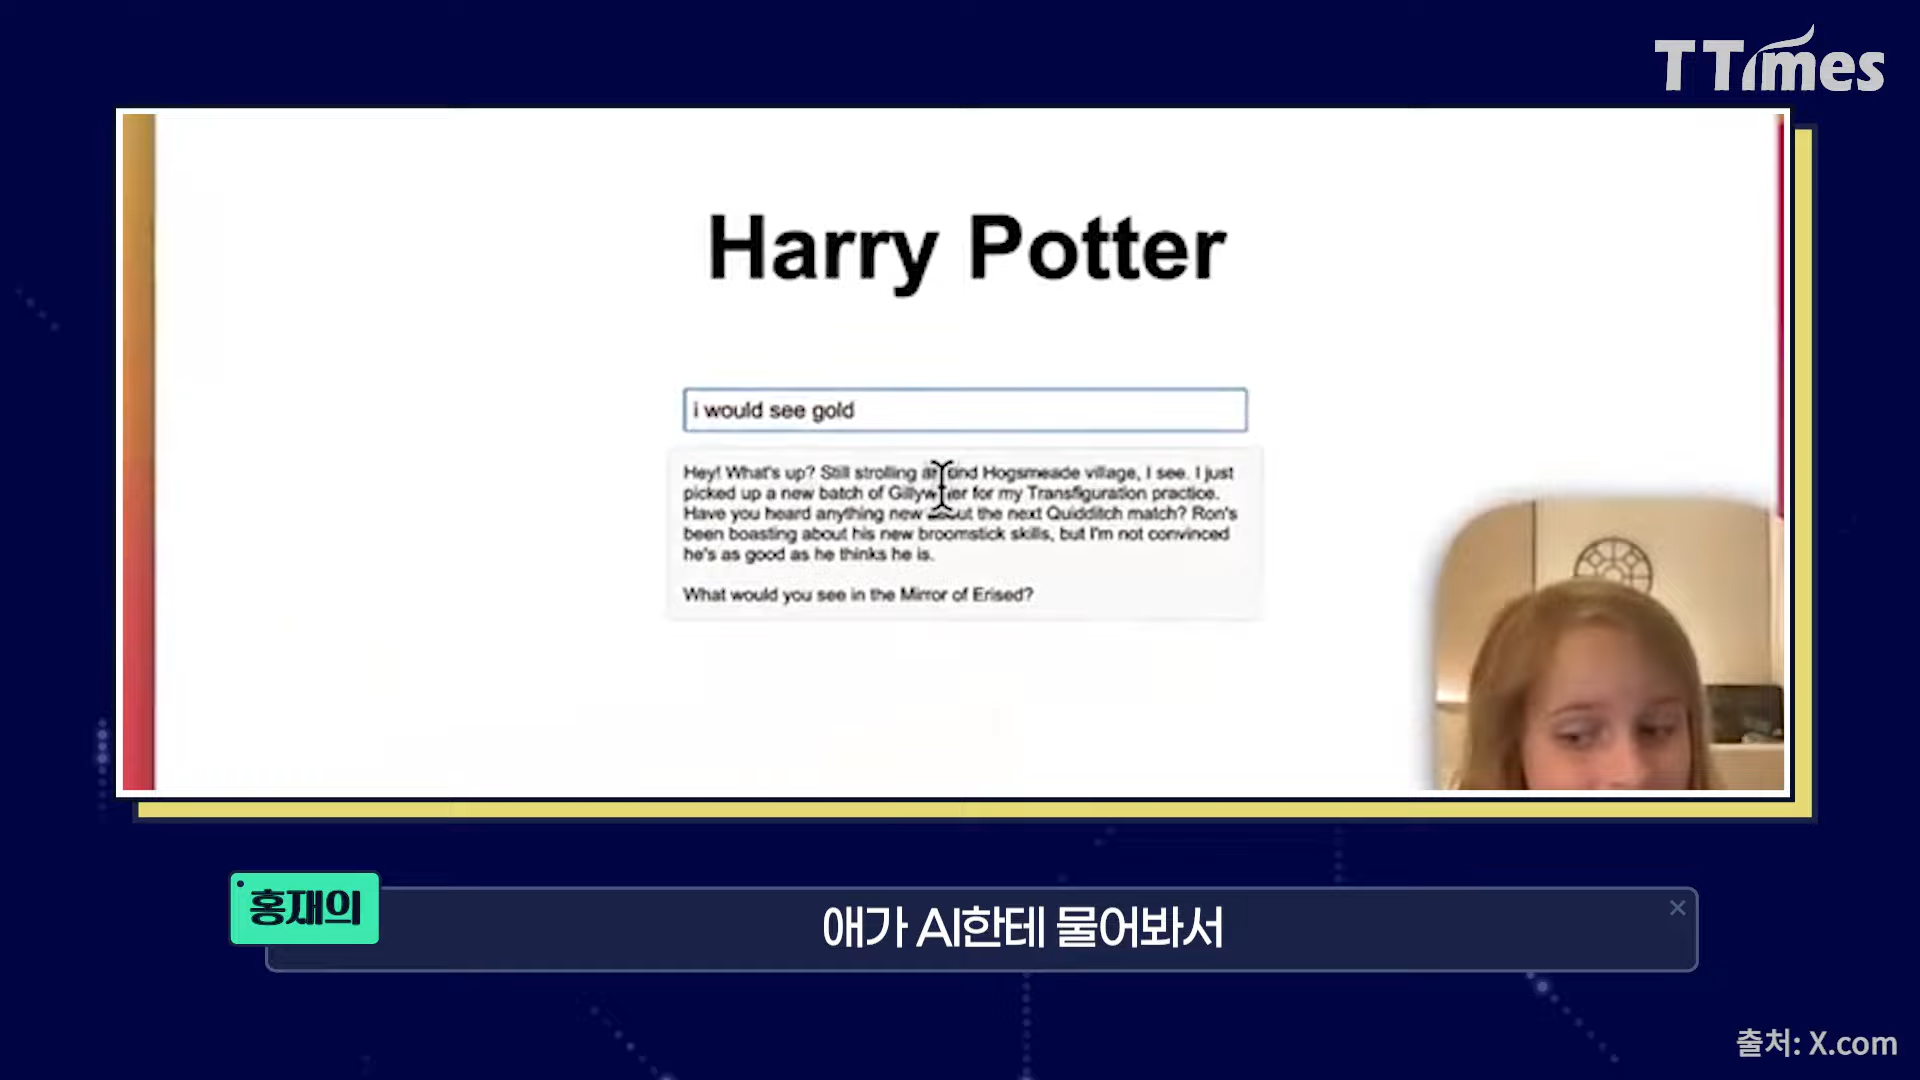 TTimes
Harry Potter
i would see gold
Hey! What's up? Still strolling around Hogsmeade village, I see. I just
picked up a new batch of for my Transfiguration practice.
Have you heard anything new about the next Quidditch match? Ron's
been boasting about his new broomstick skills, but I'm not convinced
he's as good as he thinks he is.
What would you see in the Mirror of Erised?
홍재의
애가 AI한테 물어봐서
출처: X.com